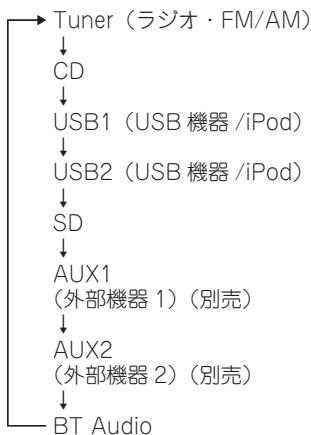 Tuner（ラジオ・FM/AM）
CD
USB1（USB 機器 /iPod）
USB2（USB 機器 /iPod）
SD
AUX1
（外部機器 1）（別売）
AUX2
（外部機器 2）（別売）
BT Audio